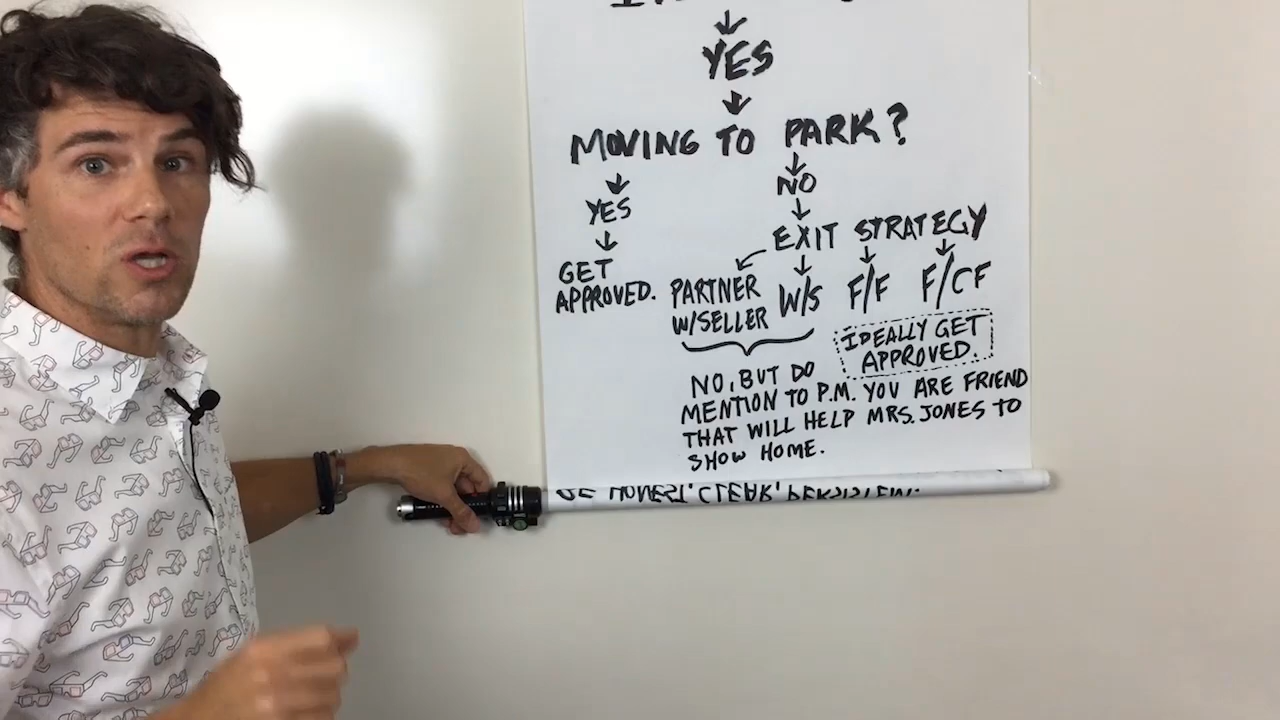 YES
MOVING TO PARK?
NO
YES
EXIT STRATEGY
GET
APPROVED.
PARTNER
W/SELLER
W/S
F/F
F/CF
IDEALLY GET
APPROVED.
NO, BUT DO
MENTION TO P.M. YOU ARE FRIEND
THAT WILL HELP MRS. JONES TO
SHOW HOME.